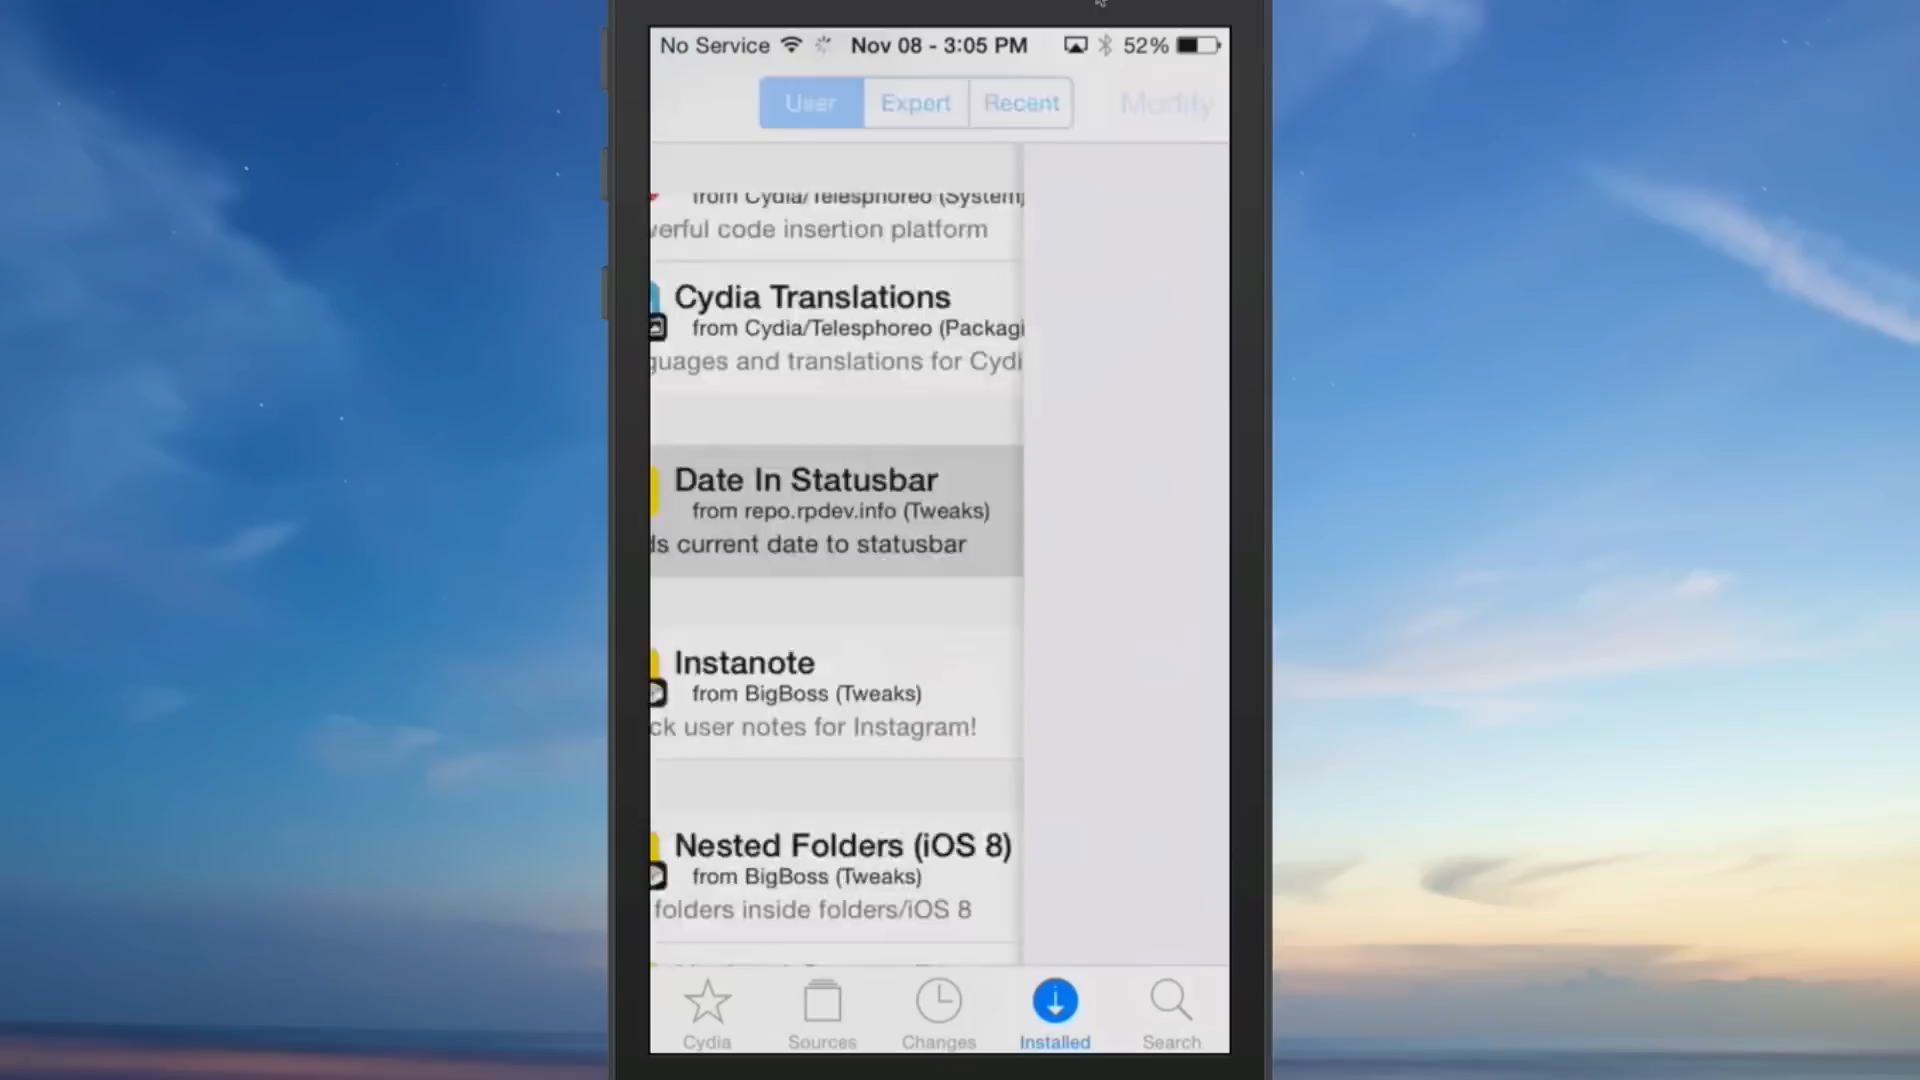 No Service Nov 08 - 3:05 PM 52%
User Expert Recent Modify
from Cydia/Telesphoreo (System)
verful code insertion platform
Cydia Translations
from Cydia/Telesphoreo (Packagi
guages and translations for Cydi
Date In Statusbar
from repo.rpdev.info (Tweaks)
ds current date to statusbar
Instanote
from BigBoss (Tweaks)
ck user notes for Instagram!
Nested Folders (iOS 8)
from BigBoss (Tweaks)
folders inside folders/iOS 8
Cydia Sources Changes Installed Search